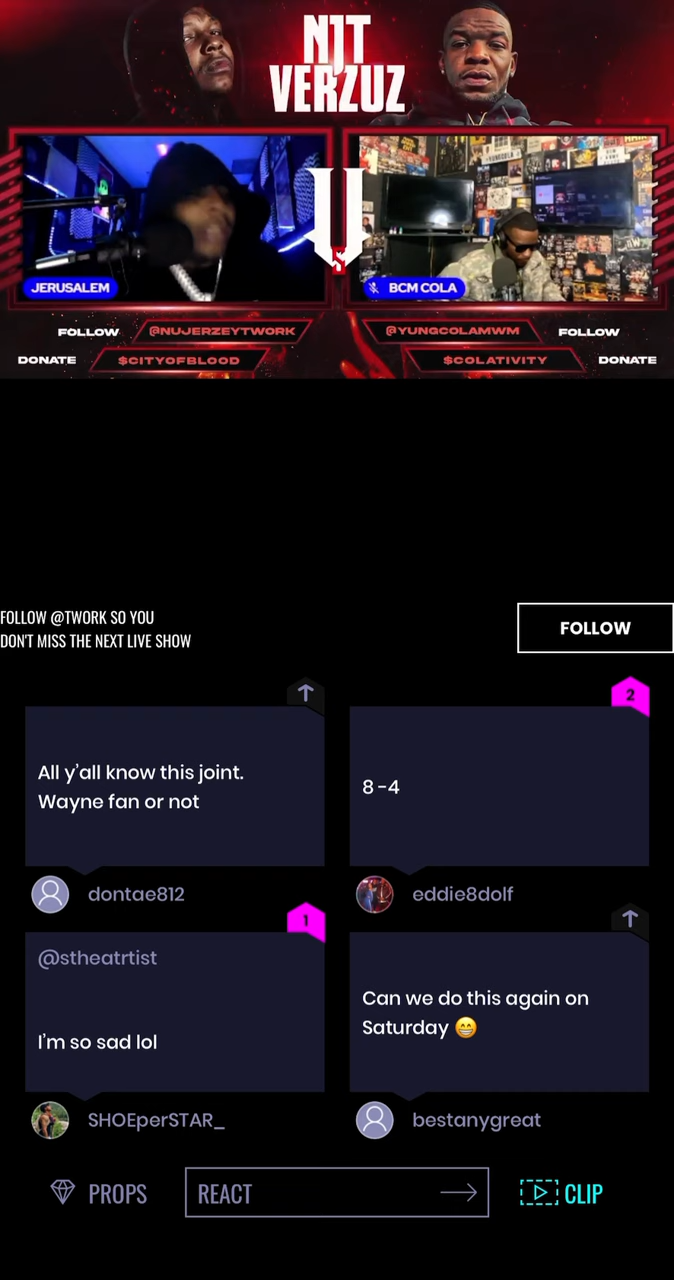 NJT
VERZUZ
VS
JERUSALEM
BCM COLA
FOLLOW
@NUJERZEYTWORK
@YUNGCOLAMWM
FOLLOW
DONATE
$CITYOFBLOOD
$COLATIVITY
DONATE
FOLLOW @TWORK SO YOU
DON'T MISS THE NEXT LIVE SHOW
FOLLOW
All y'all know this joint.
Wayne fan or not
dontae812
2
8 -4
eddie8dolf
1
@stheatrtist
I'm so sad lol
SHOEperSTAR_
Can we do this again on
Saturday 😁
bestanygreat
PROPS
REACT
CLIP